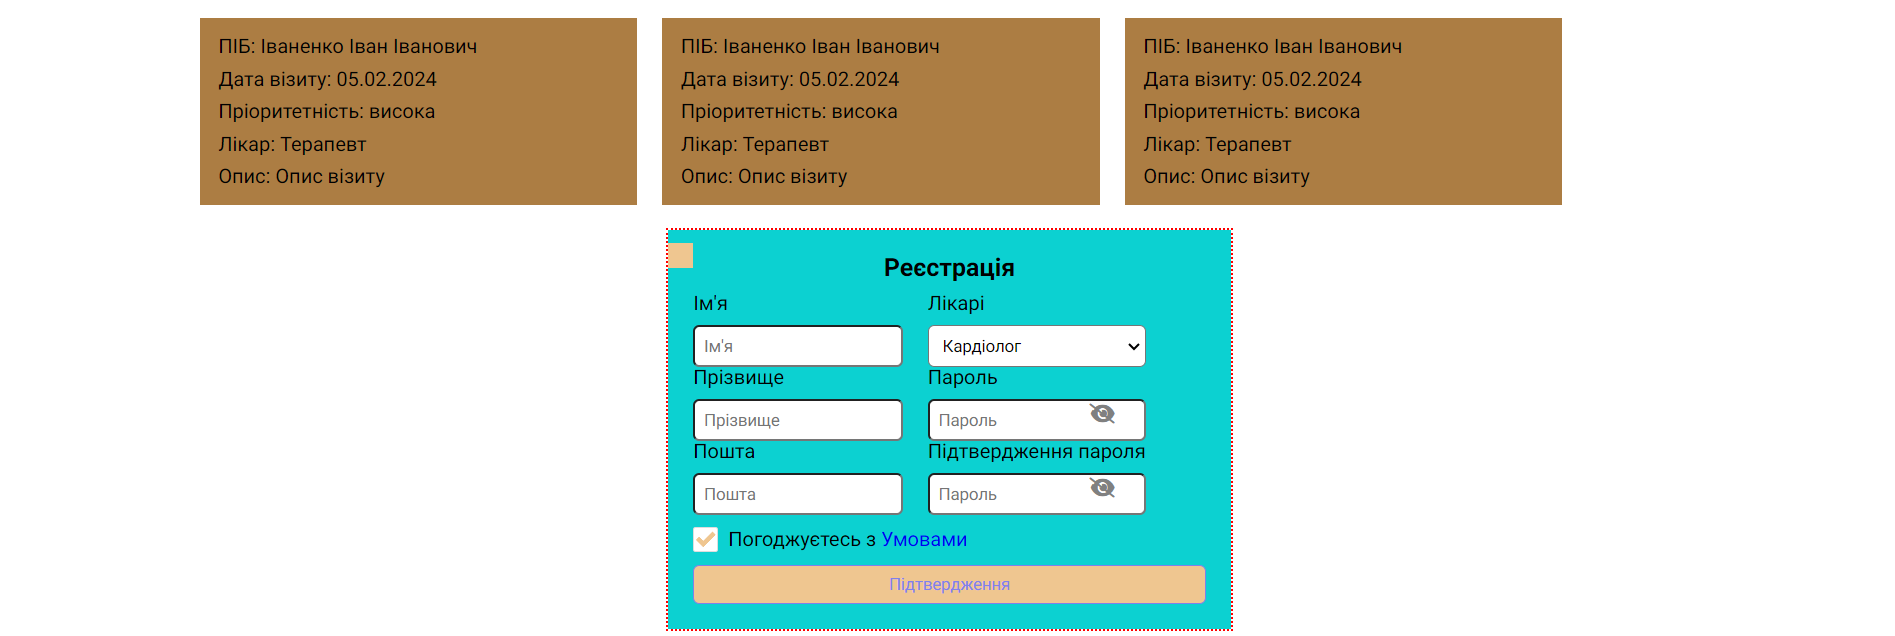 ПІБ: Іваненко Іван Іванович
Дата візиту: 05.02.2024
Пріоритетність: висока
Лікар: Терапевт
Опис: Опис візиту
ПІБ: Іваненко Іван Іванович
Дата візиту: 05.02.2024
Пріоритетність: висока
Лікар: Терапевт
Опис: Опис візиту
ПІБ: Іваненко Іван Іванович
Дата візиту: 05.02.2024
Пріоритетність: висока
Лікар: Терапевт
Опис: Опис візиту
Реєстрація
Ім'я
Ім'я
Прізвище
Прізвище
Пошта
Пошта
Лікарі
Кардіолог
Пароль
Пароль
Підтвердження пароля
Пароль
Погоджуєтесь з Умовами
Підтвердження